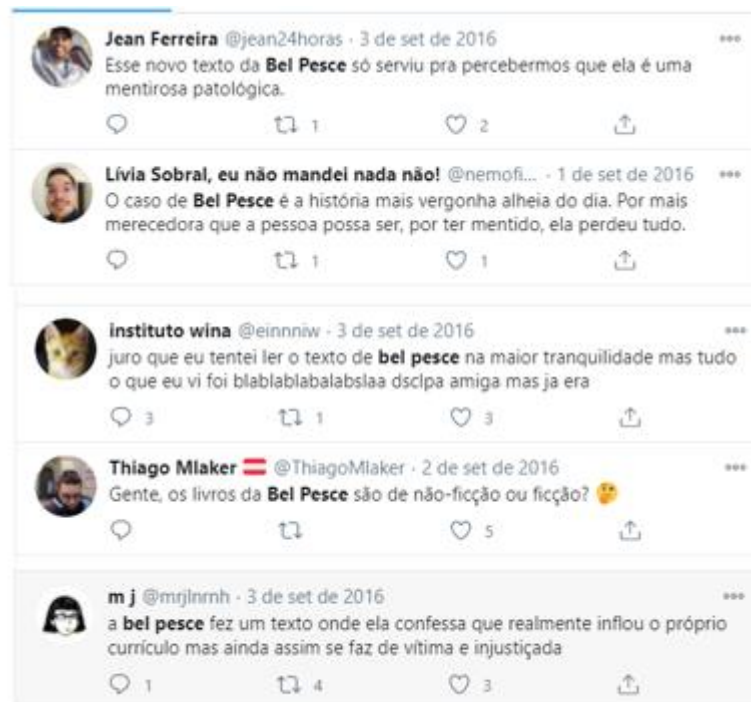 Jean Ferreira @jean24horas · 3 de set de 2016
Esse novo texto da Bel Pesce só serviu pra percebermos que ela é uma
mentirosa patológica.
1 2
Lívia Sobral, eu não mandei nada não! @nemofi... · 1 de set de 2016
O caso de Bel Pesce é a história mais vergonha alheia do dia. Por mais
merecedora que a pessoa possa ser, por ter mentido, ela perdeu tudo.
1 1
instituto wina @einnniw · 3 de set de 2016
juro que eu tentei ler o texto de bel pesce na maior tranquilidade mas tudo
o que eu vi foi blablablabalabslaa dsclpa amiga mas ja era
3 1 3
Thiago Mlaker @ThiagoMlaker · 2 de set de 2016
Gente, os livros da Bel Pesce são de não-ficção ou ficção? 🤔
5
m j @mrjlnrnh · 3 de set de 2016
a bel pesce fez um texto onde ela confessa que realmente inflou o próprio
currículo mas ainda assim se faz de vítima e injustiçada
1 4 3